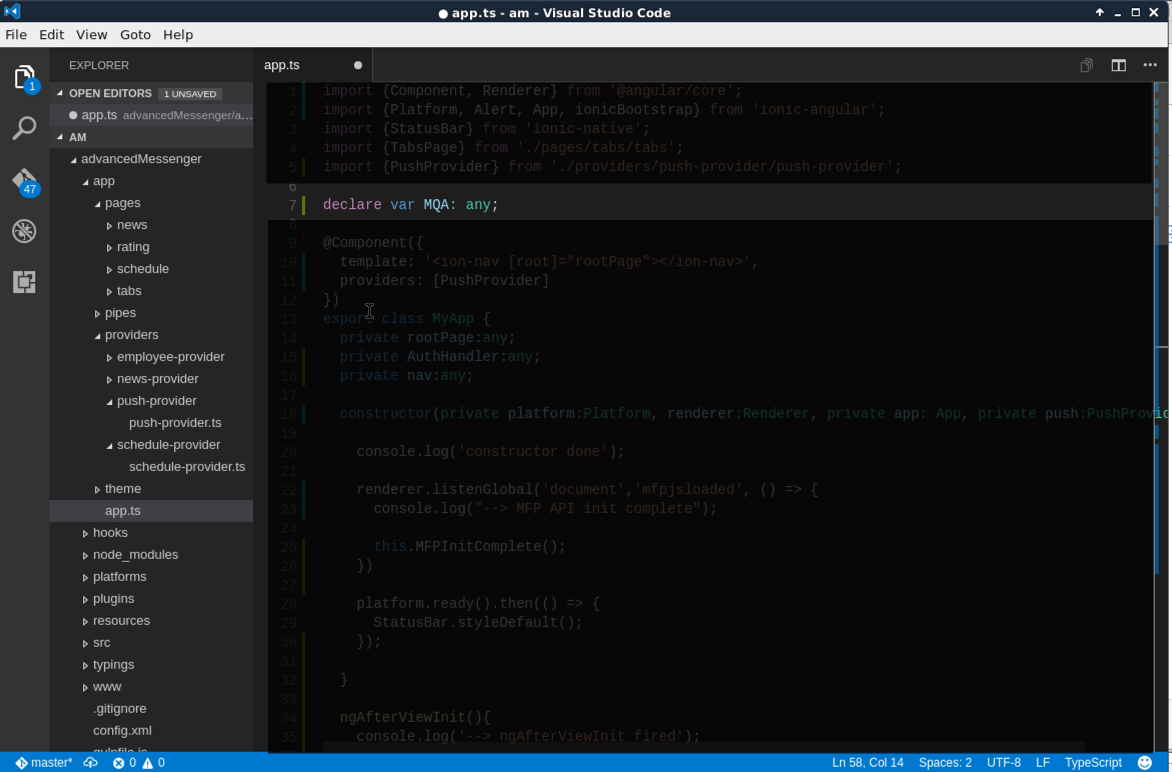 ● app.ts - am - Visual Studio Code
File Edit View Goto Help
EXPLORER
OPEN EDITORS 1 UNSAVED
app.ts advancedMessenger/a...
AM
advancedMessenger
app
pages
news
rating
schedule
tabs
pipes
providers
employee-provider
news-provider
push-provider
push-provider.ts
schedule-provider
schedule-provider.ts
theme
app.ts
hooks
node_modules
platforms
plugins
resources
src
typings
www
.gitignore
config.xml
gulpfile.js
1
47
app.ts
1 import {Component, Renderer} from '@angular/core';
2 import {Platform, Alert, App, ionicBootstrap} from 'ionic-angular';
3 import {StatusBar} from 'ionic-native';
4 import {TabsPage} from './pages/tabs/tabs';
5 import {PushProvider} from './providers/push-provider/push-provider';
6
7 declare var MQA: any;
8
9 @Component({
10 template: '<ion-nav [root]="rootPage"></ion-nav>',
11 providers: [PushProvider]
12 })
13 export class MyApp {
14 private rootPage:any;
15 private AuthHandler:any;
16 private nav:any;
17
18 constructor(private platform:Platform, renderer:Renderer, private app: App, private push:PushProvid
19
20 console.log('constructor done');
21
22 renderer.listenGlobal('document','mfpjsloaded', () => {
23 console.log("--> MFP API init complete");
24
25 this.MFPInitComplete();
26 })
27
28 platform.ready().then(() => {
29 StatusBar.styleDefault();
30 });
31
32 }
33
34 ngAfterViewInit(){
35 console.log('--> ngAfterViewInit fired');
master* 0 0 Ln 58, Col 14 Spaces: 2 UTF-8 LF TypeScript